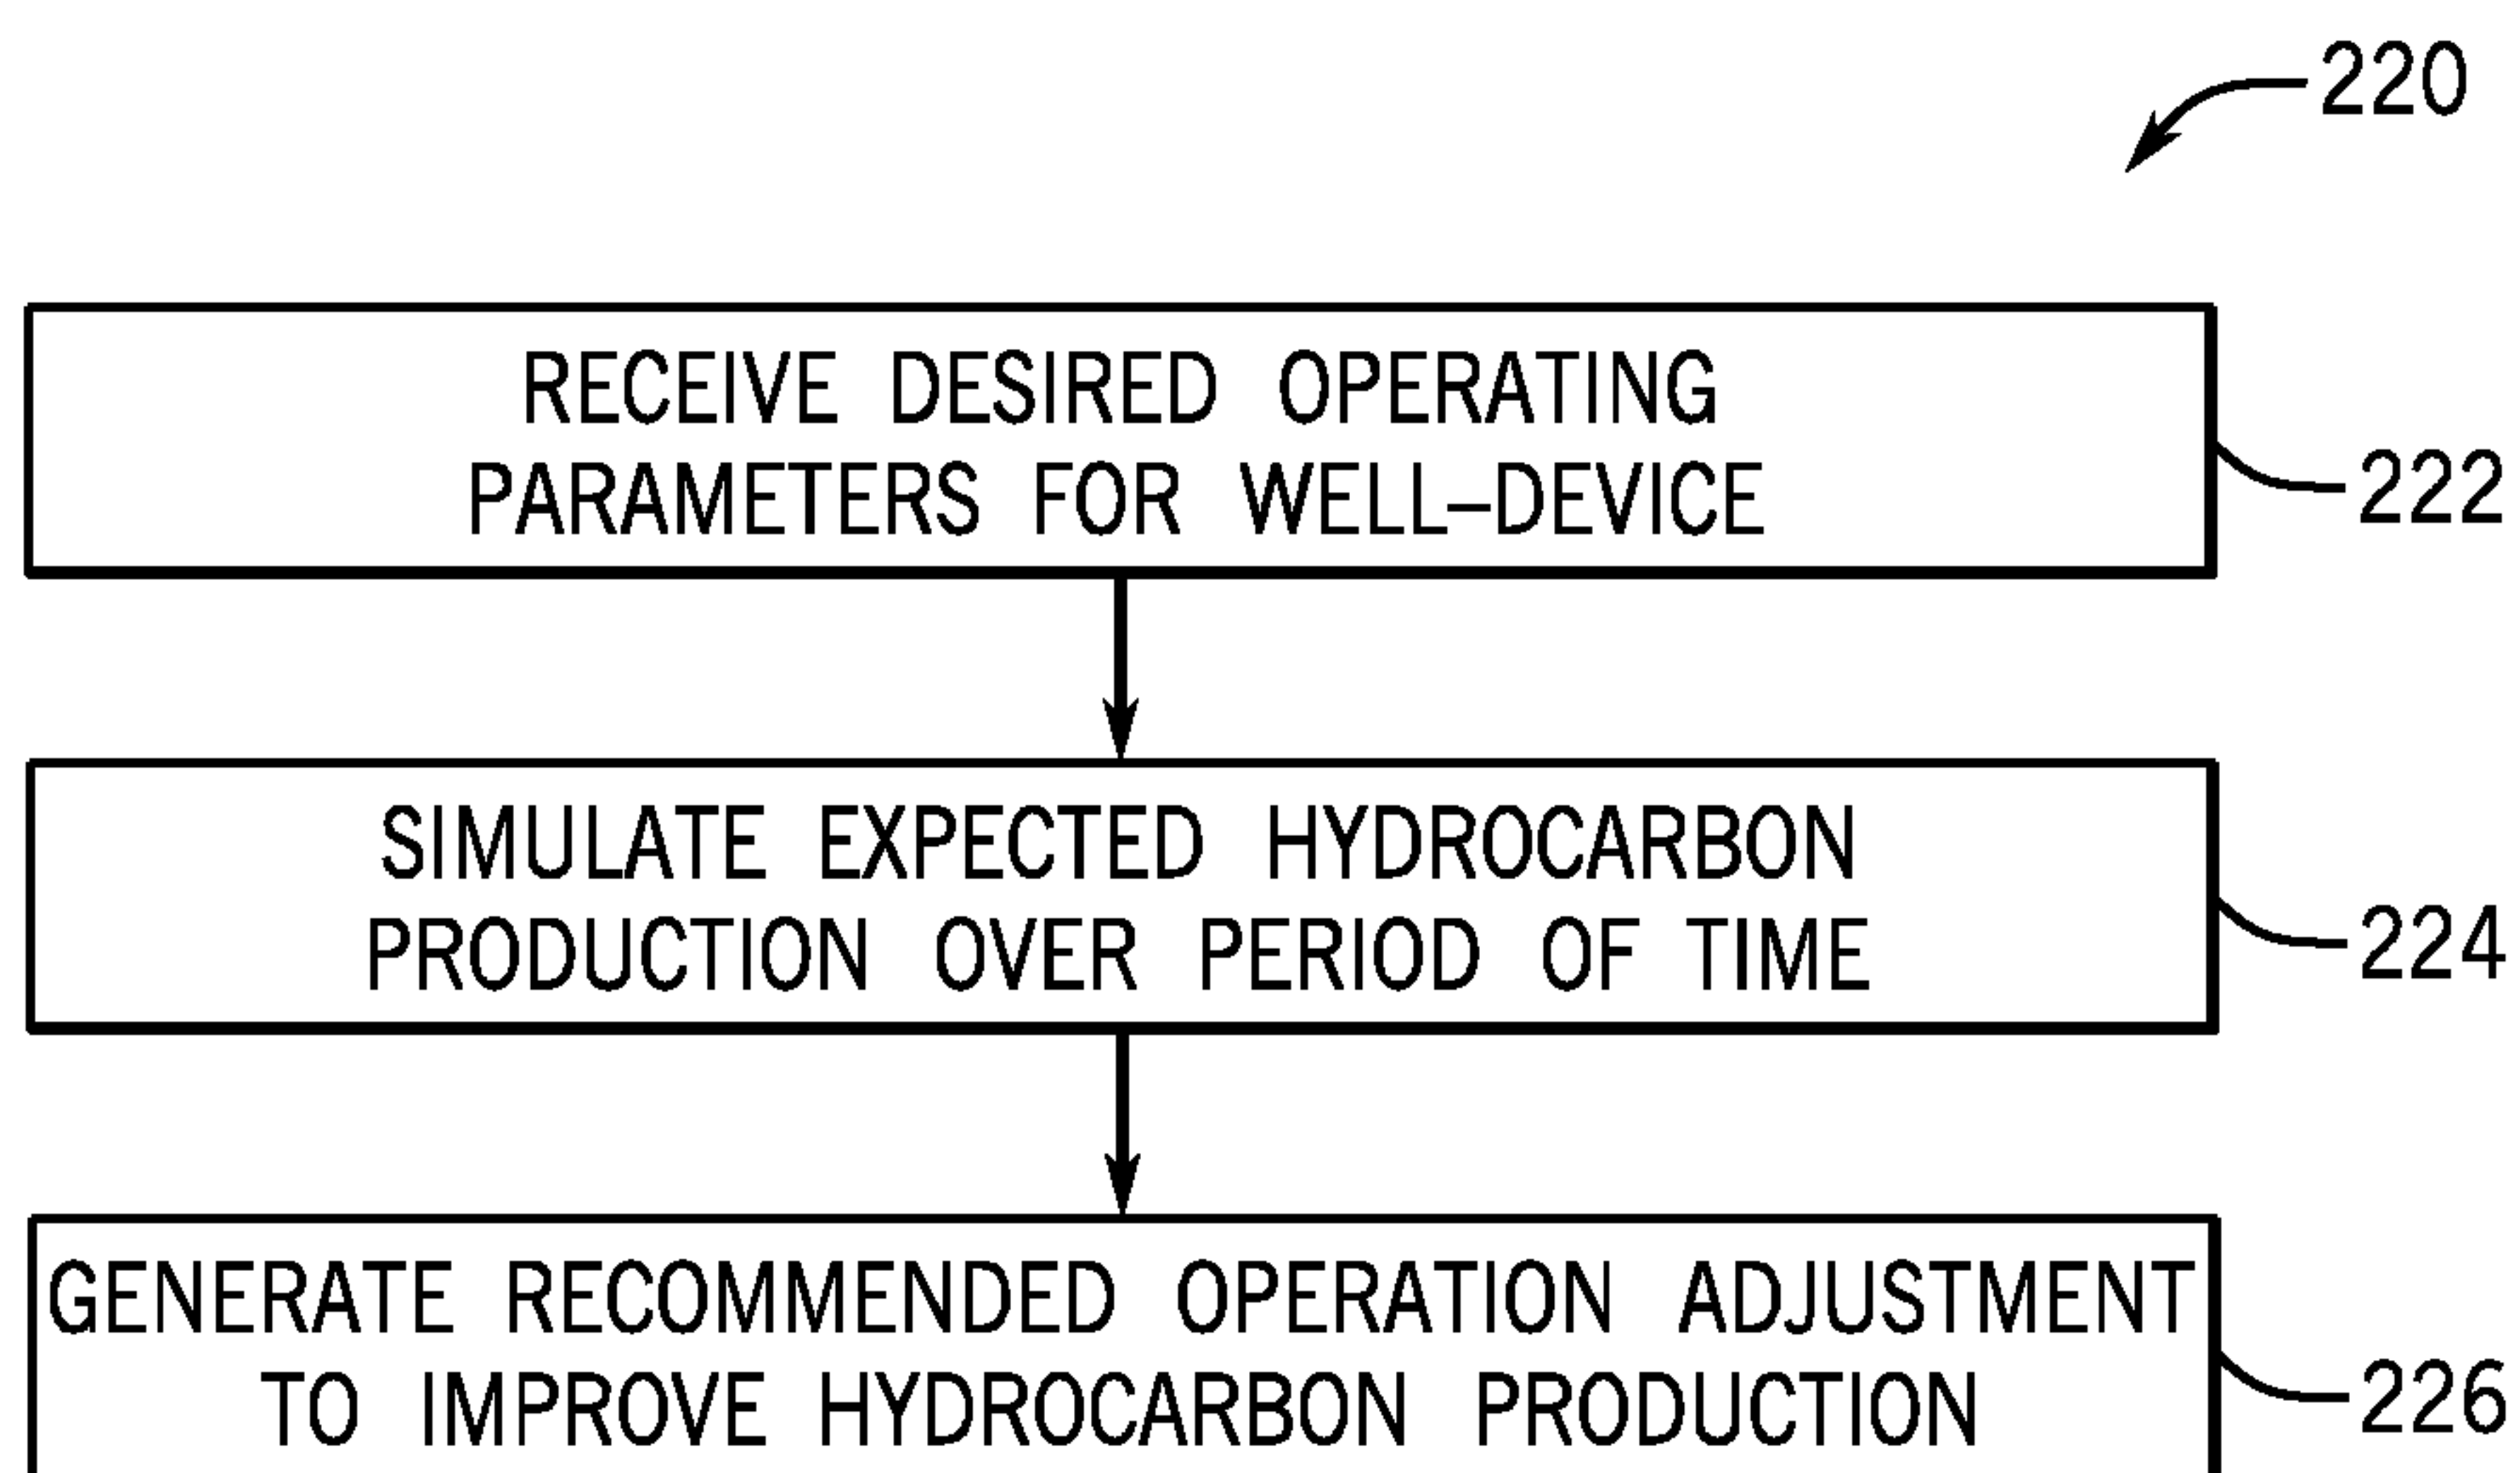 220
RECEIVE DESIRED OPERATING
PARAMETERS FOR WELL–DEVICE
222
SIMULATE EXPECTED HYDROCARBON
PRODUCTION OVER PERIOD OF TIME
224
GENERATE RECOMMENDED OPERATION ADJUSTMENT
TO IMPROVE HYDROCARBON PRODUCTION
226